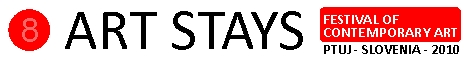 8 ART STAYS
FESTIVAL OF
CONTEMPORARY ART
PTUJ - SLOVENIA - 2010